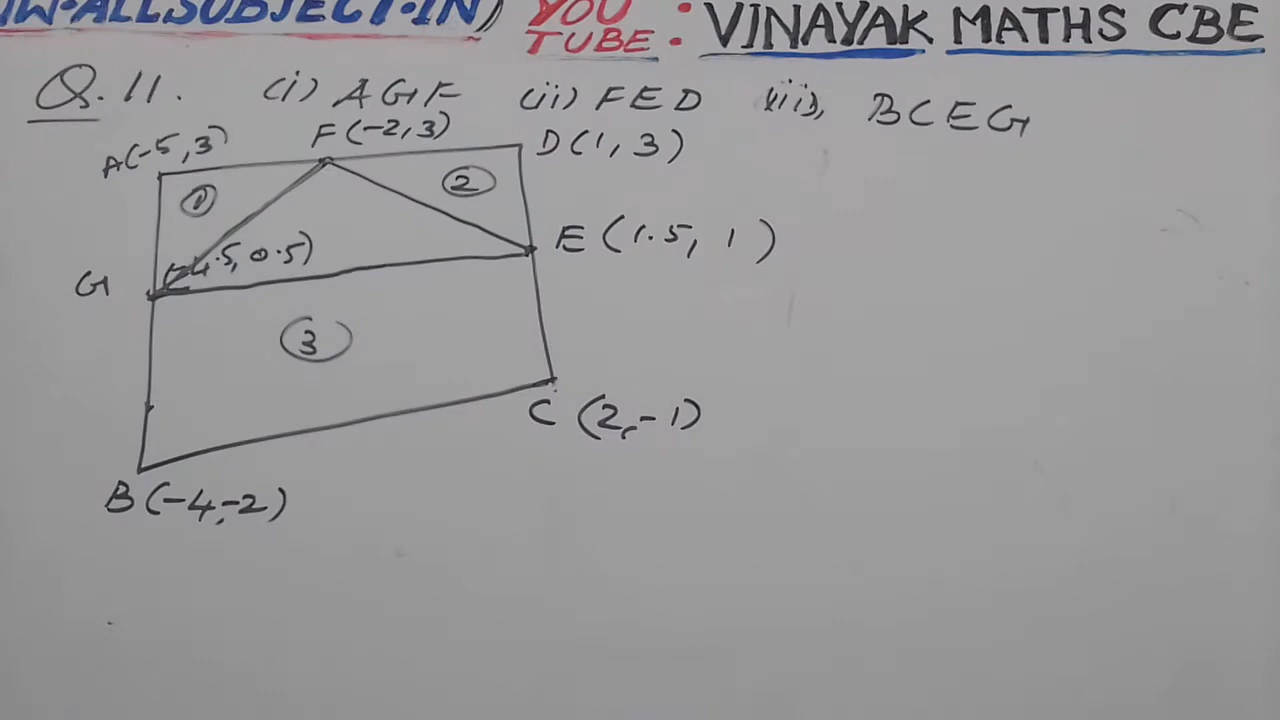 W-ALLSUBJECT-IN) YOU TUBE : VINAYAK MATHS CBE
Q.11. (i) AGF (ii) FED (iii), BCEG
A(-5,3) F(-2,3) D(1,3)
① ②
G (-4.5, 0.5) E(1.5, 1)
③
C (2,-1)
B(-4,-2)